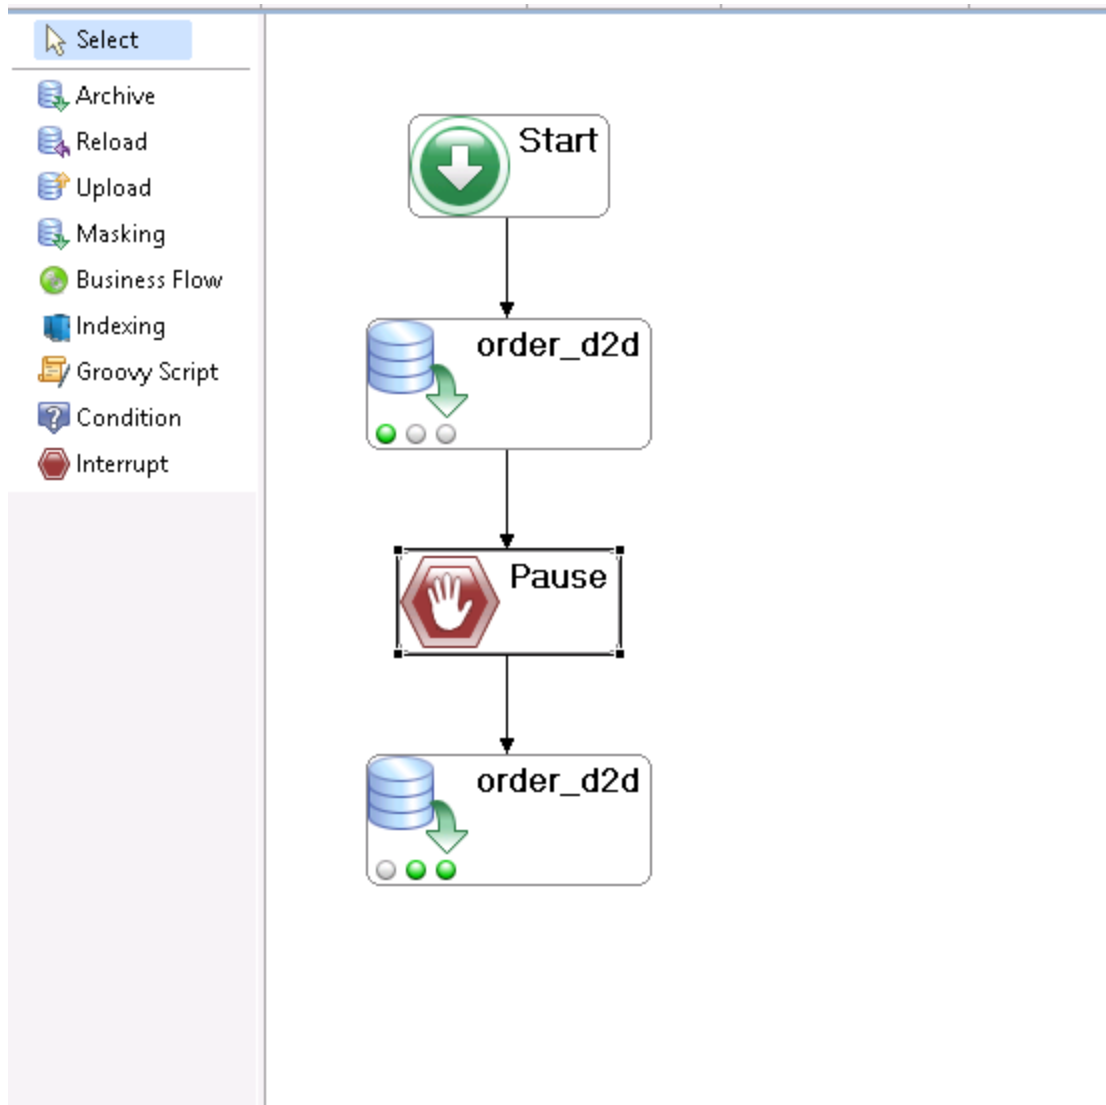 Select
Archive
Reload
Upload
Masking
Business Flow
Indexing
Groovy Script
Condition
Interrupt
Start
order_d2d
Pause
order_d2d